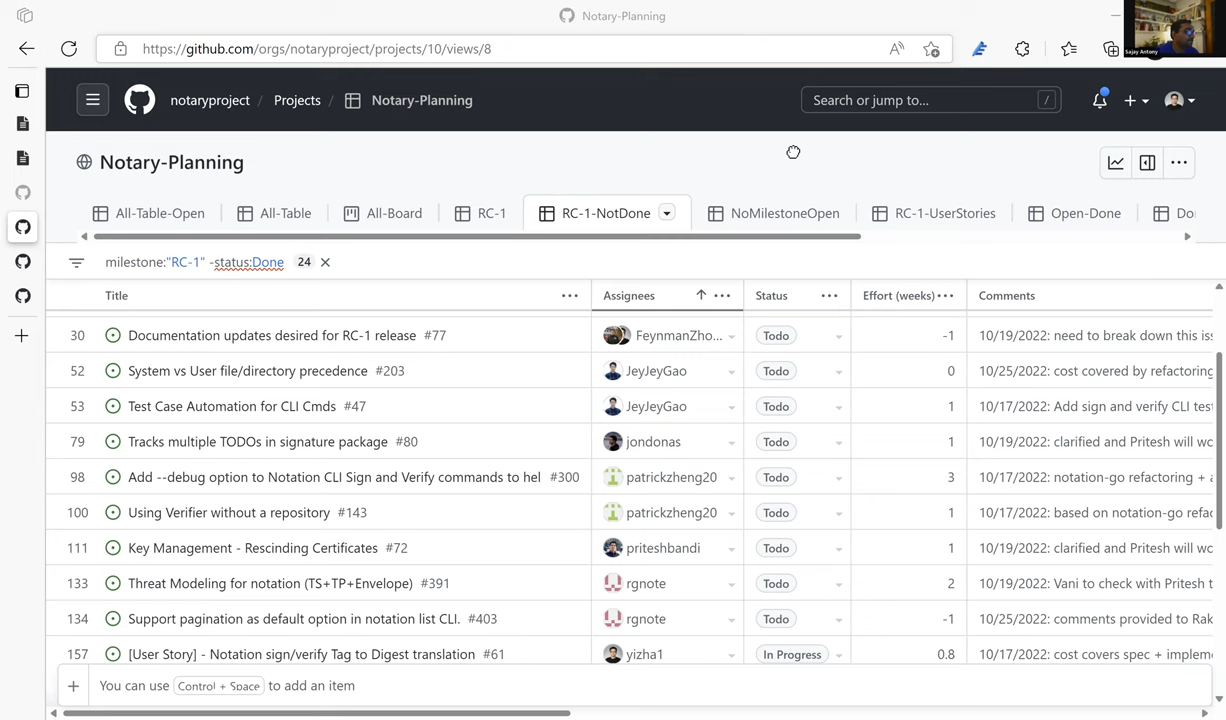 Notary-Planning
https://github.com/orgs/notaryproject/projects/10/views/8
Sajay Antony
notaryproject / Projects / Notary-Planning
Search or jump to... /
Notary-Planning
All-Table-Open All-Table All-Board RC-1 RC-1-NotDone NoMilestoneOpen RC-1-UserStories Open-Done Do
milestone:"RC-1" -status:Done 24
Title Assignees Status Effort (weeks) Comments
30 Documentation updates desired for RC-1 release #77 FeynmanZho... Todo -1 10/19/2022: need to break down this iss
52 System vs User file/directory precedence #203 JeyJeyGao Todo 0 10/25/2022: cost covered by refactoring
53 Test Case Automation for CLI Cmds #47 JeyJeyGao Todo 1 10/17/2022: Add sign and verify CLI test
79 Tracks multiple TODOs in signature package #80 jondonas Todo 1 10/19/2022: clarified and Pritesh will wo
98 Add --debug option to Notation CLI Sign and Verify commands to hel #300 patrickzheng20 Todo 3 10/17/2022: notation-go refactoring + a
100 Using Verifier without a repository #143 patrickzheng20 Todo 1 10/17/2022: based on notation-go refac
111 Key Management - Rescinding Certificates #72 priteshbandi Todo 1 10/19/2022: clarified and Pritesh will wo
133 Threat Modeling for notation (TS+TP+Envelope) #391 rgnote Todo 2 10/19/2022: Vani to check with Pritesh t
134 Support pagination as default option in notation list CLI. #403 rgnote Todo -1 10/25/2022: comments provided to Rak
157 [User Story] - Notation sign/verify Tag to Digest translation #61 yizha1 In Progress 0.8 10/17/2022: cost covers spec + impleme
You can use Control + Space to add an item